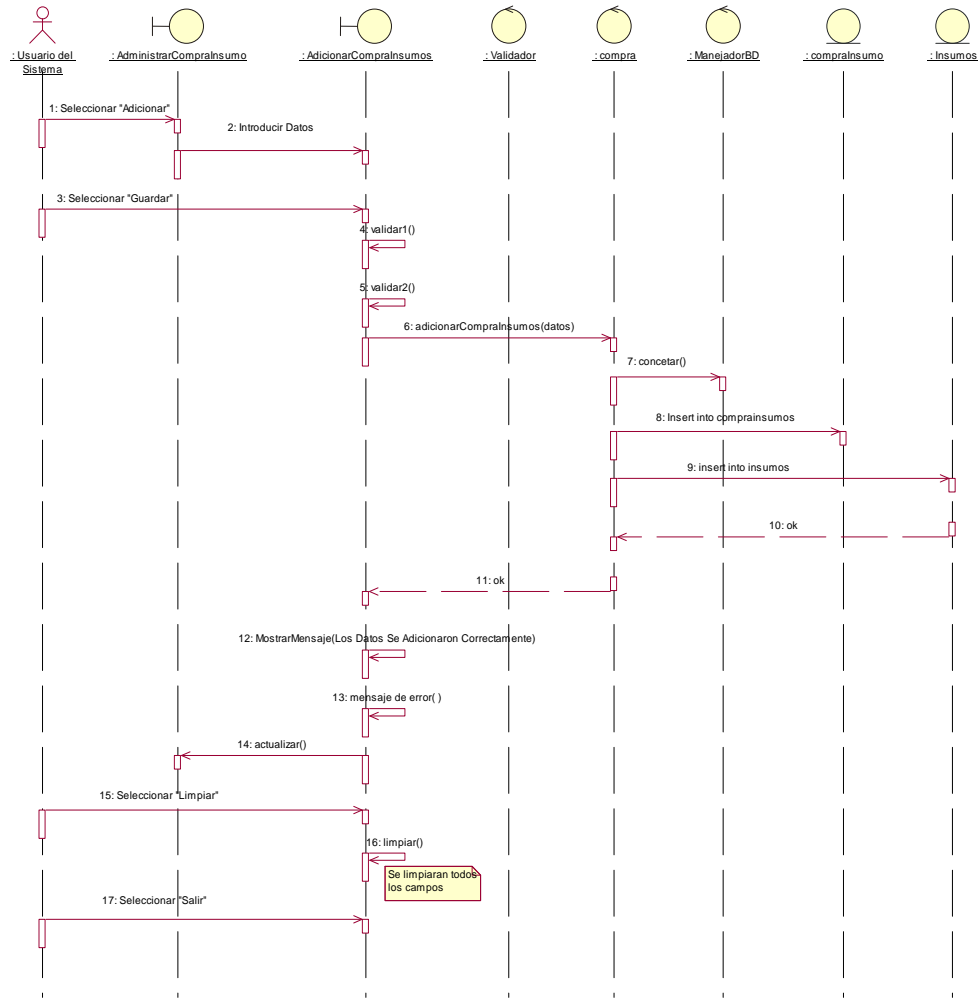 : Usuario del
Sistema
: AdministrarCompraInsumo
: AdicionarCompraInsumos
: Validador
: compra
: ManejadorBD
: compraInsumo
: Insumos
1: Seleccionar "Adicionar"
2: Introducir Datos
3: Seleccionar "Guardar"
4: validar1()
5: validar2()
6: adicionarCompraInsumos(datos)
7: concetar()
8: Insert into comprainsumos
9: insert into insumos
10: ok
11: ok
12: MostrarMensaje(Los Datos Se Adicionaron Correctamente)
13: mensaje de error( )
14: actualizar()
15: Seleccionar "Limpiar"
16: limpiar()
Se limpiaran todos
los campos
17: Seleccionar "Salir"